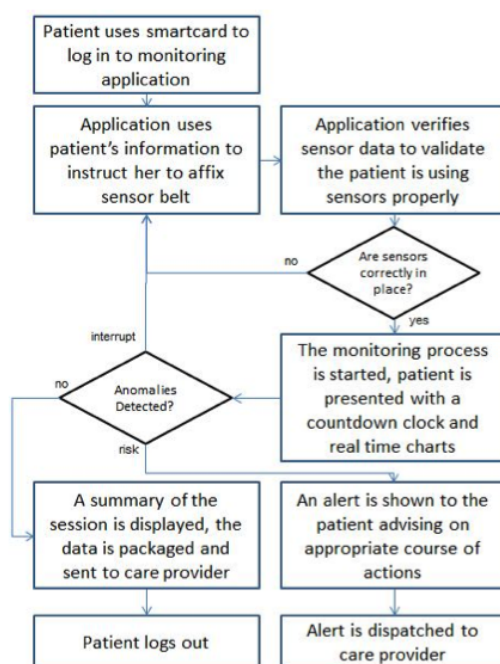 Patient uses smartcard to
log in to monitoring
application
Application uses
patient's information to
instruct her to affix
sensor belt
Application verifies
sensor data to validate
the patient is using
sensors properly
no
Are sensors
correctly in
place?
yes
interrupt
The monitoring process
is started, patient is
presented with a
countdown clock and
real time charts
no
Anomalies
Detected?
risk
A summary of the
session is displayed, the
data is packaged and
sent to care provider
An alert is shown to the
patient advising on
appropriate course of
actions
Patient logs out
Alert is dispatched to
care provider